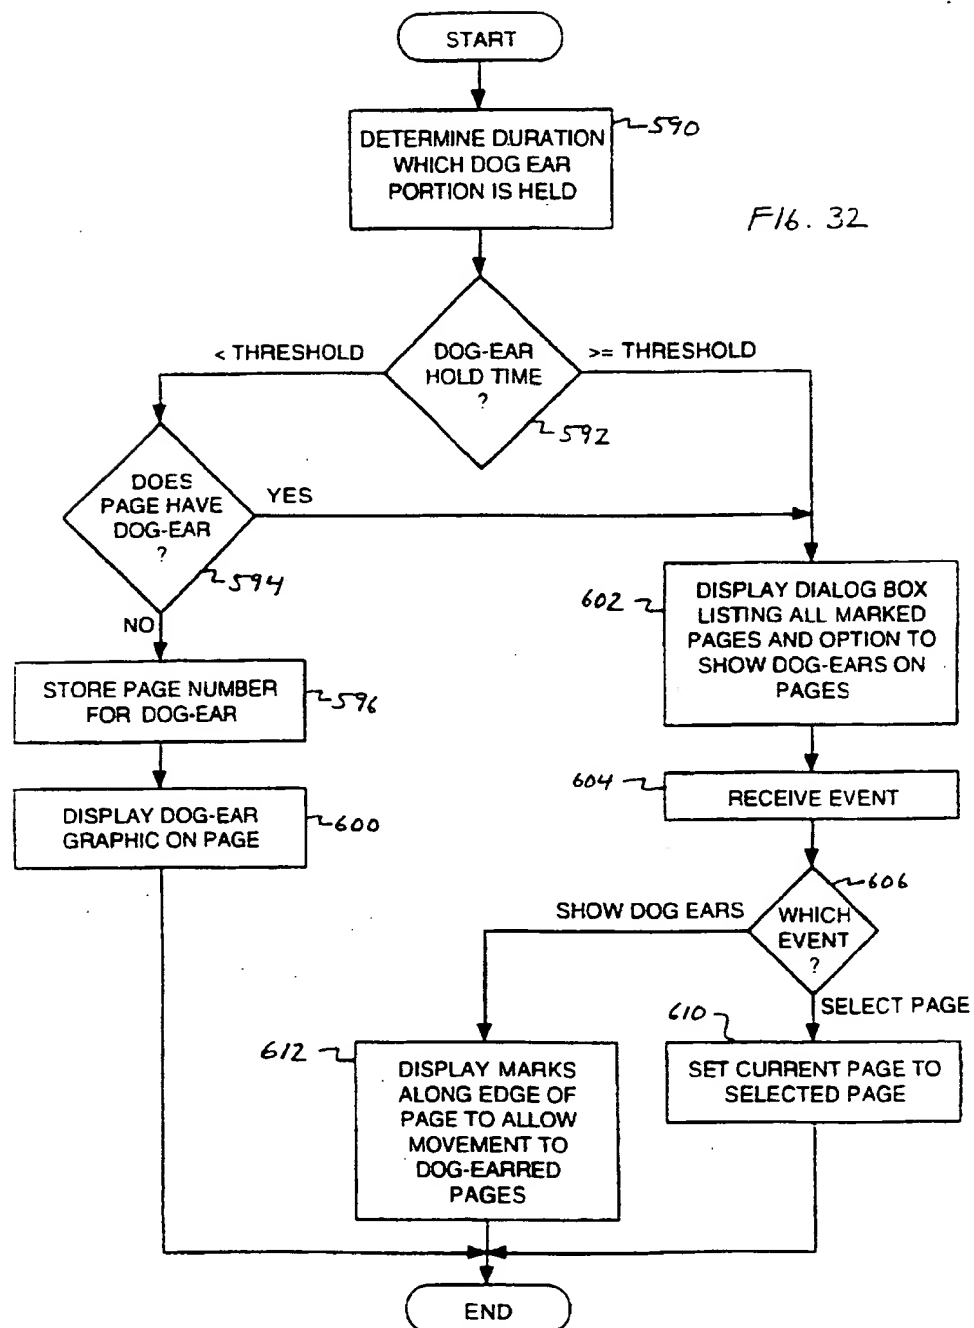 START
DETERMINE DURATION
WHICH DOG EAR
PORTION IS HELD
590
FIG. 32
< THRESHOLD
DOG-EAR
HOLD TIME
?
>= THRESHOLD
592
DOES
PAGE HAVE
DOG-EAR
?
YES
594
NO
STORE PAGE NUMBER
FOR DOG-EAR
596
DISPLAY DOG-EAR
GRAPHIC ON PAGE
600
602
DISPLAY DIALOG BOX
LISTING ALL MARKED
PAGES AND OPTION TO
SHOW DOG-EARS ON
PAGES
604
RECEIVE EVENT
606
SHOW DOG EARS
WHICH
EVENT
?
SELECT PAGE
610
SET CURRENT PAGE TO
SELECTED PAGE
612
DISPLAY MARKS
ALONG EDGE OF
PAGE TO ALLOW
MOVEMENT TO
DOG-EARRED
PAGES
END